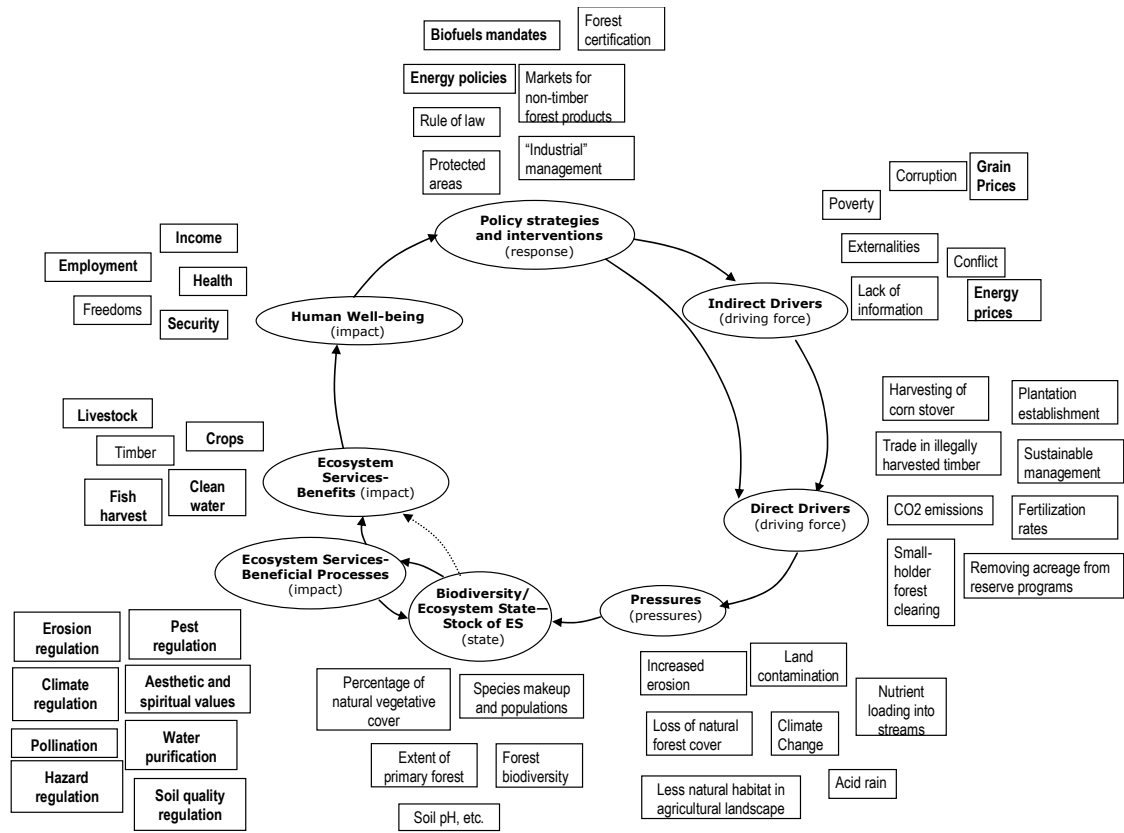 Biofuels mandates
Forest
certification
Energy policies
Markets for
non-timber
forest products
Rule of law
"Industrial"
management
Protected
areas
Policy strategies
and interventions
(response)
Corruption
Grain
Prices
Poverty
Externalities
Conflict
Lack of
information
Energy
prices
Indirect Drivers
(driving force)
Income
Employment
Health
Freedoms
Security
Human Well-being
(impact)
Harvesting of
corn stover
Plantation
establishment
Trade in illegally
harvested timber
Sustainable
management
CO2 emissions
Fertilization
rates
Small-
holder
forest
clearing
Removing acreage from
reserve programs
Direct Drivers
(driving force)
Livestock
Timber
Crops
Fish
harvest
Clean
water
Ecosystem
Services-
Benefits (impact)
Ecosystem Services-
Beneficial Processes
(impact)
Biodiversity/
Ecosystem State—
Stock of ES
(state)
Pressures
(pressures)
Erosion
regulation
Pest
regulation
Climate
regulation
Aesthetic and
spiritual values
Pollination
Water
purification
Hazard
regulation
Soil quality
regulation
Percentage of
natural vegetative
cover
Species makeup
and populations
Extent of
primary forest
Forest
biodiversity
Soil pH, etc.
Increased
erosion
Land
contamination
Nutrient
loading into
streams
Loss of natural
forest cover
Climate
Change
Less natural habitat in
agricultural landscape
Acid rain